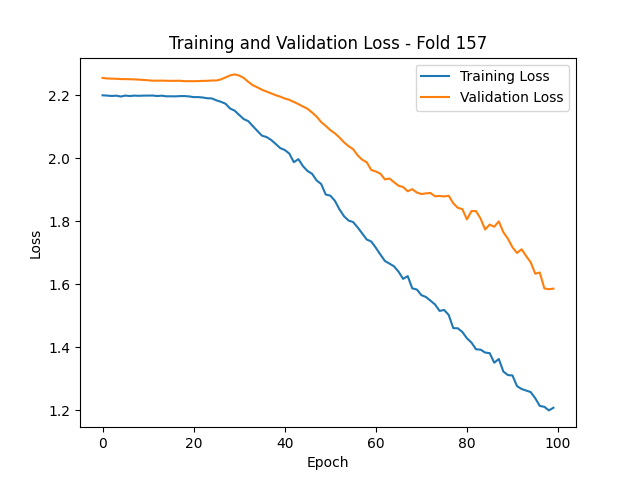 Training and Validation Loss - Fold 157
Training Loss
Validation Loss
Loss
2.2
2.0
1.8
1.6
1.4
1.2
0 20 40 60 80 100
Epoch